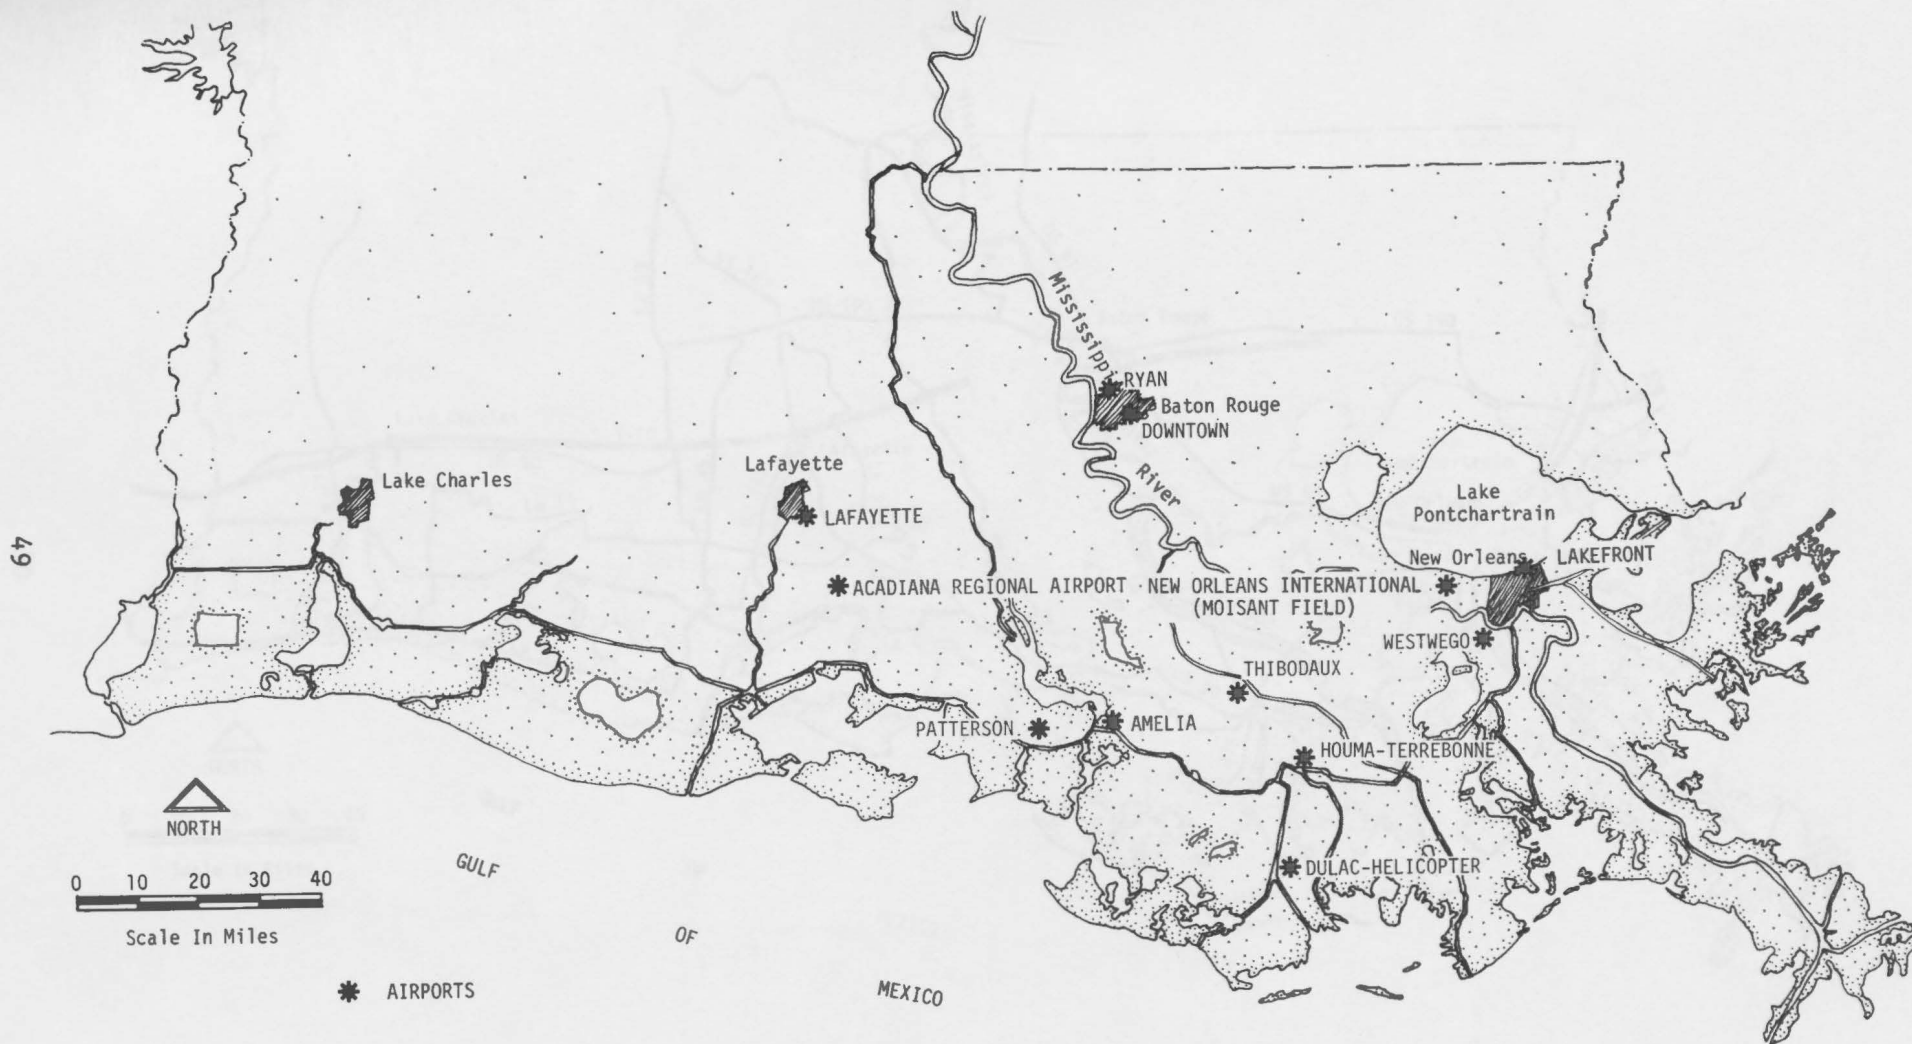 Mississippi
RYAN
Baton Rouge
DOWNTOWN
Lafayette
Lake Charles
LAFAYETTE
River
Lake
Pontchartrain
New Orleans
LAKEFRONT
ACADIANA REGIONAL AIRPORT
NEW ORLEANS INTERNATIONAL
(MOISANT FIELD)
WESTWEGO
THIBODAUX
PATTERSON
AMELIA
HOUMA-TERREBONNE
DULAC-HELICOPTER
NORTH
0 10 20 30 40
Scale In Miles
GULF
OF
MEXICO
AIRPORTS
49